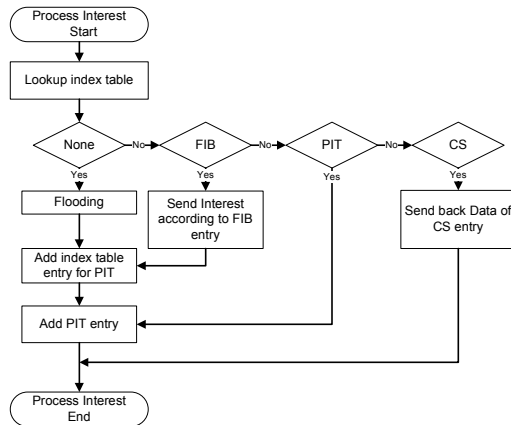 Process Interest
Start
Lookup index table
None
No
FIB
No
PIT
No
CS
Yes
Yes
Yes
Yes
Flooding
Send Interest
according to FIB
entry
Send back Data of
CS entry
Add index table
entry for PIT
Add PIT entry
Process Interest
End